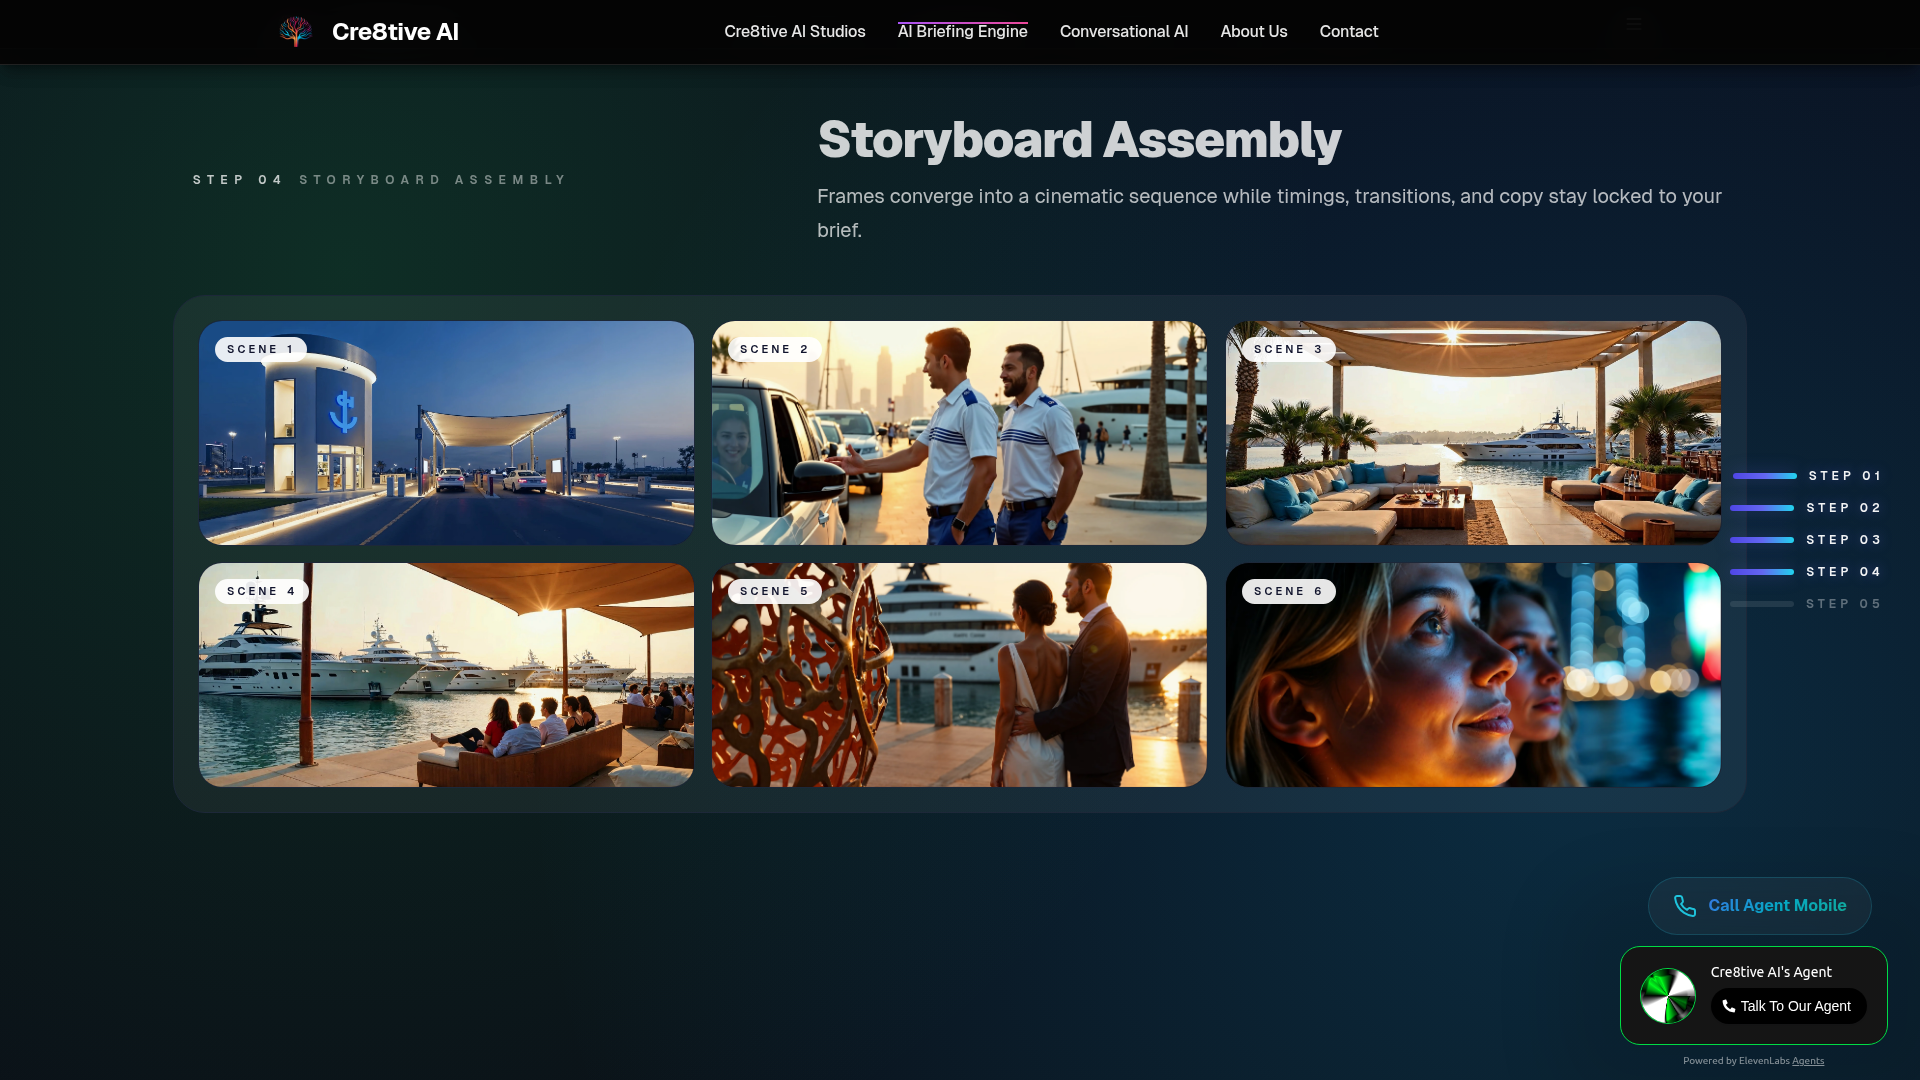 Cre8tive AI
Cre8tive AI Studios
AI Briefing Engine
Conversational AI
About Us
Contact
STEP 04 STORYBOARD ASSEMBLY
Storyboard Assembly
Frames converge into a cinematic sequence while timings, transitions, and copy stay locked to your
brief.
SCENE 1
SCENE 2
SCENE 3
SCENE 4
SCENE 5
SCENE 6
STEP 01
STEP 02
STEP 03
STEP 04
STEP 05
Call Agent Mobile
Cre8tive AI's Agent
Talk To Our Agent
Powered by ElevenLabs Agents